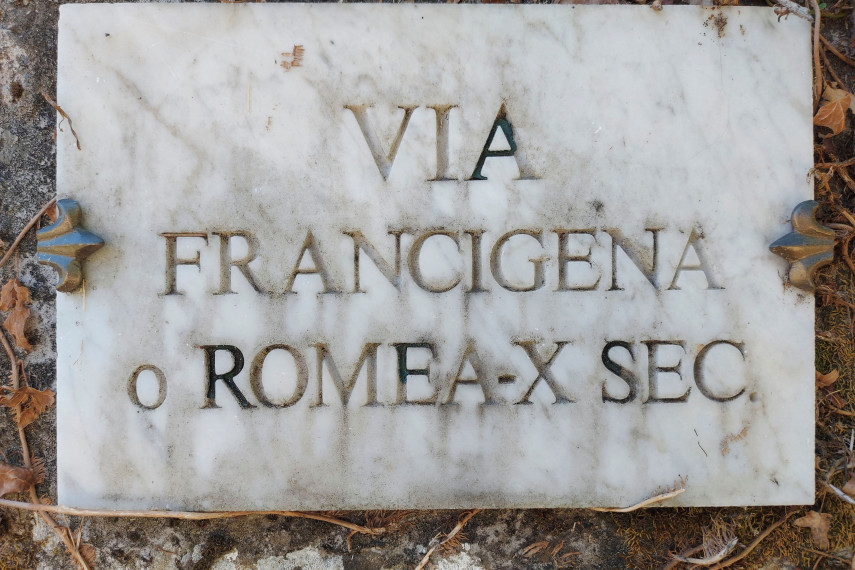 VIA
FRANCIGENA
o ROMEA-X SEC